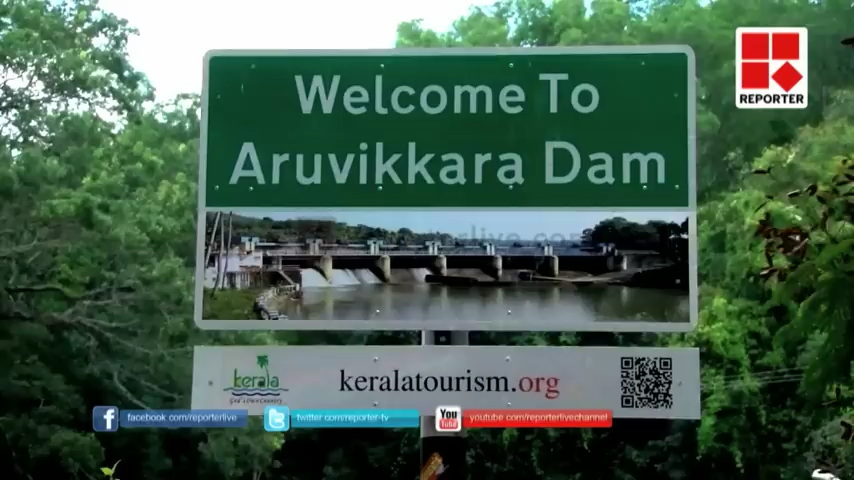 REPORTER
Welcome To
Aruvikkara Dam
kerala
keralatourism.org
facebook.com/reporterlive
twitter.com/reporter-tv
You Tube
youtube.com/reporterlivechannel